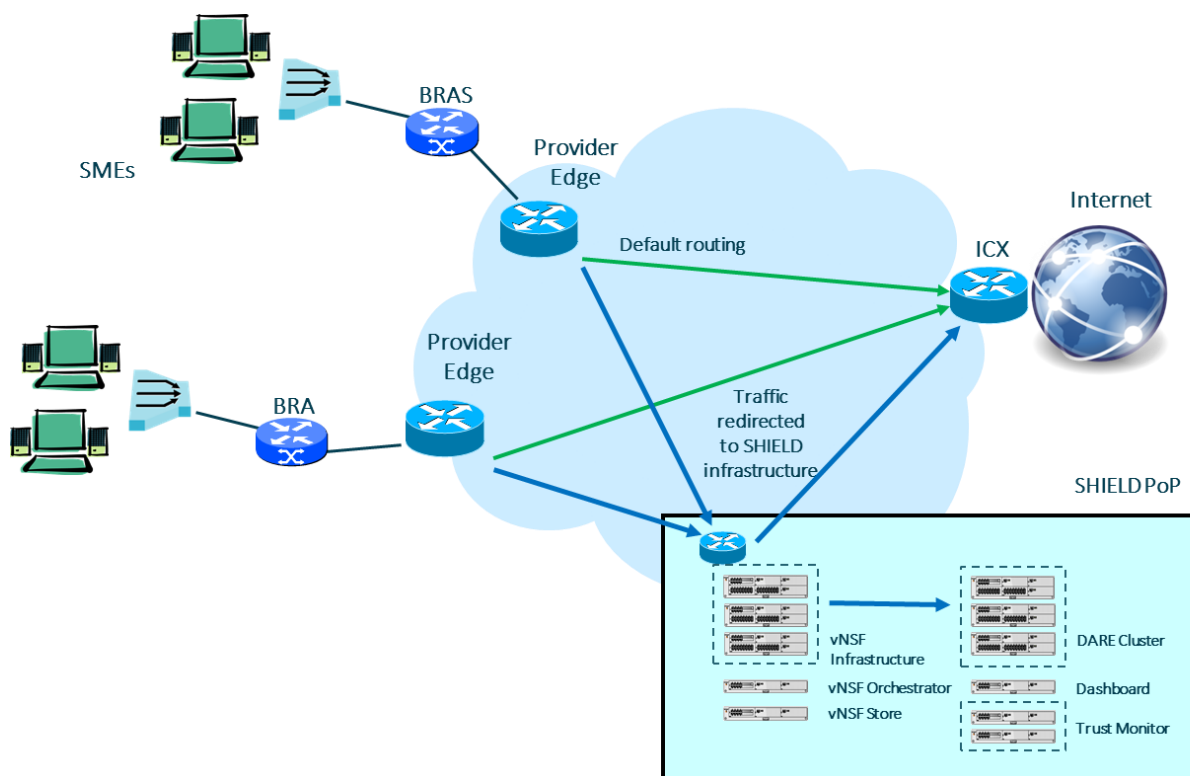 BRAS
SMEs
Provider
Edge
Internet
Default routing
ICX
Provider
Edge
BRA
Traffic
redirected
to SHIELD
infrastructure
SHIELD PoP
vNSF
Infrastructure
DARE Cluster
vNSF Orchestrator
Dashboard
vNSF Store
Trust Monitor